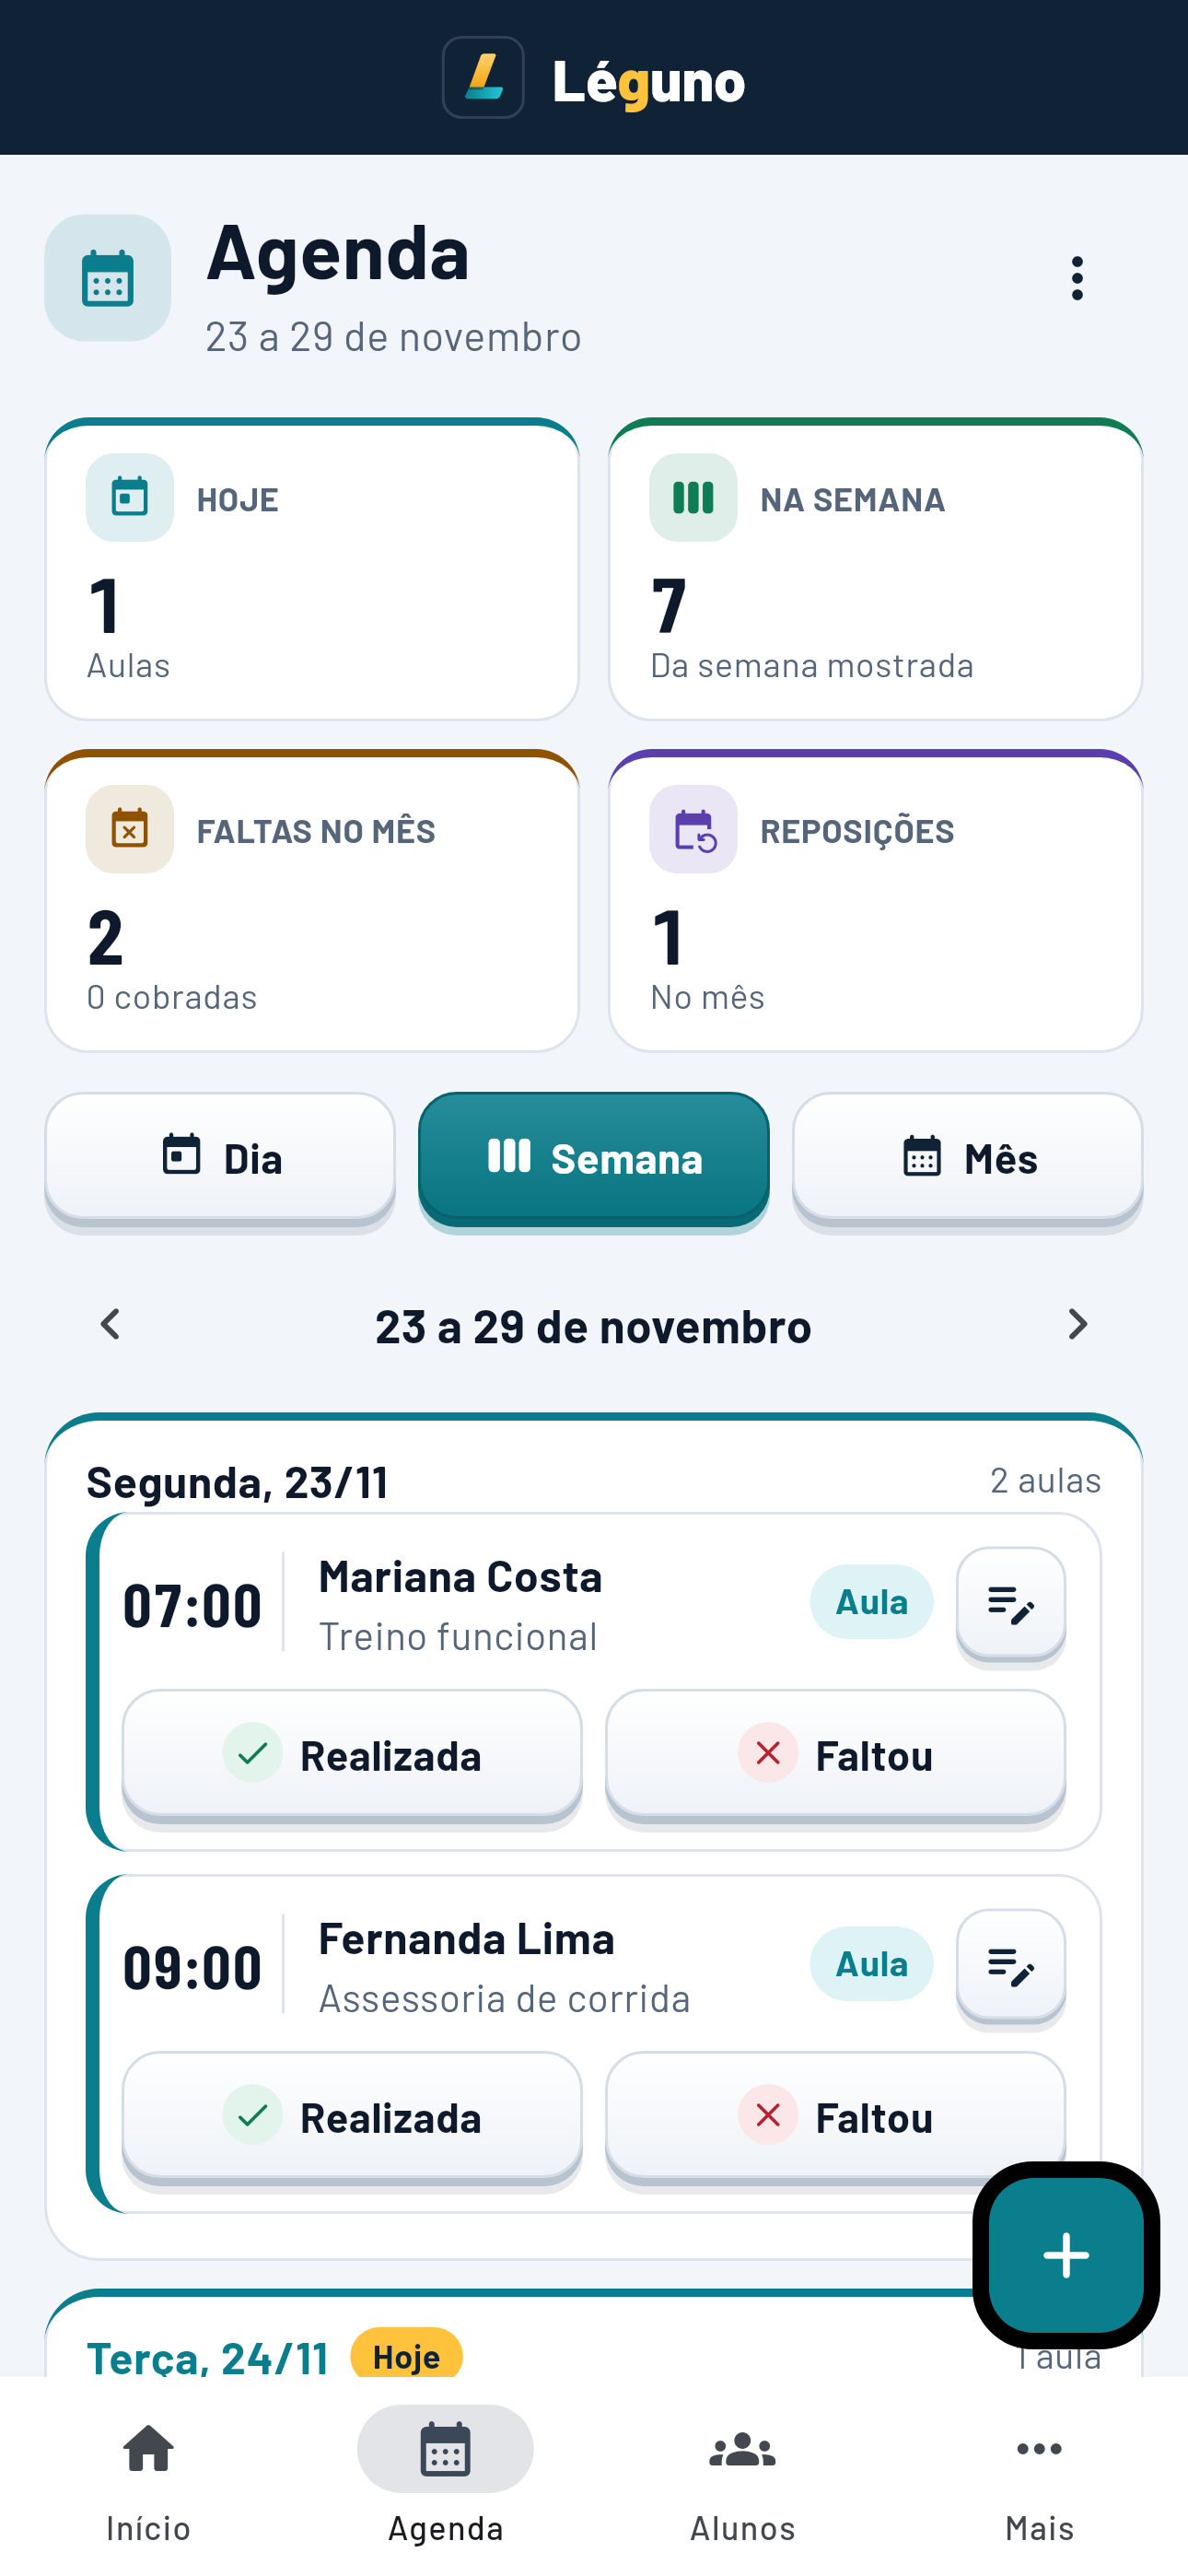 Léguno
Agenda
23 a 29 de novembro
HOJE
1
Aulas
NA SEMANA
7
Da semana mostrada
FALTAS NO MÊS
2
0 cobradas
REPOSIÇÕES
1
No mês
Dia
Semana
Mês
23 a 29 de novembro
Segunda, 23/11
2 aulas
07:00
Mariana Costa
Treino funcional
Aula
Realizada
Faltou
09:00
Fernanda Lima
Assessoria de corrida
Aula
Realizada
Faltou
Terça, 24/11
Hoje
1 aula
Início
Agenda
Alunos
Mais